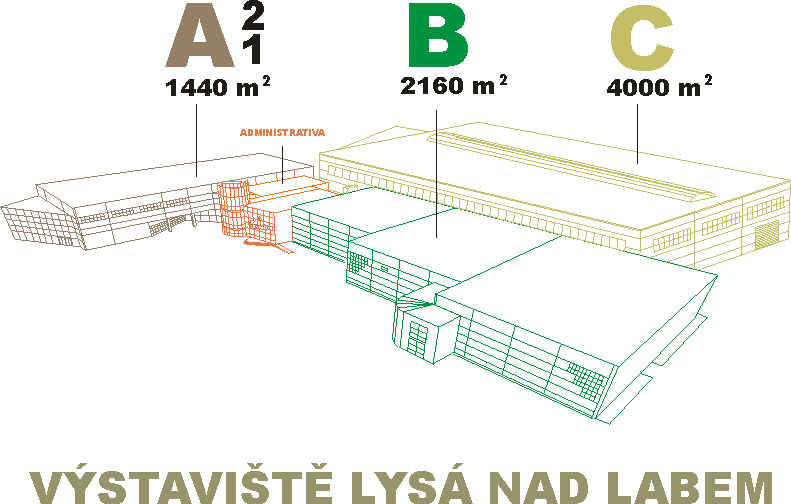 A 2 1
B
C
1440 m²
2160 m²
4000 m²
ADMINISTRATIVA
VÝSTAVIŠTĚ LYSÁ NAD LABEM